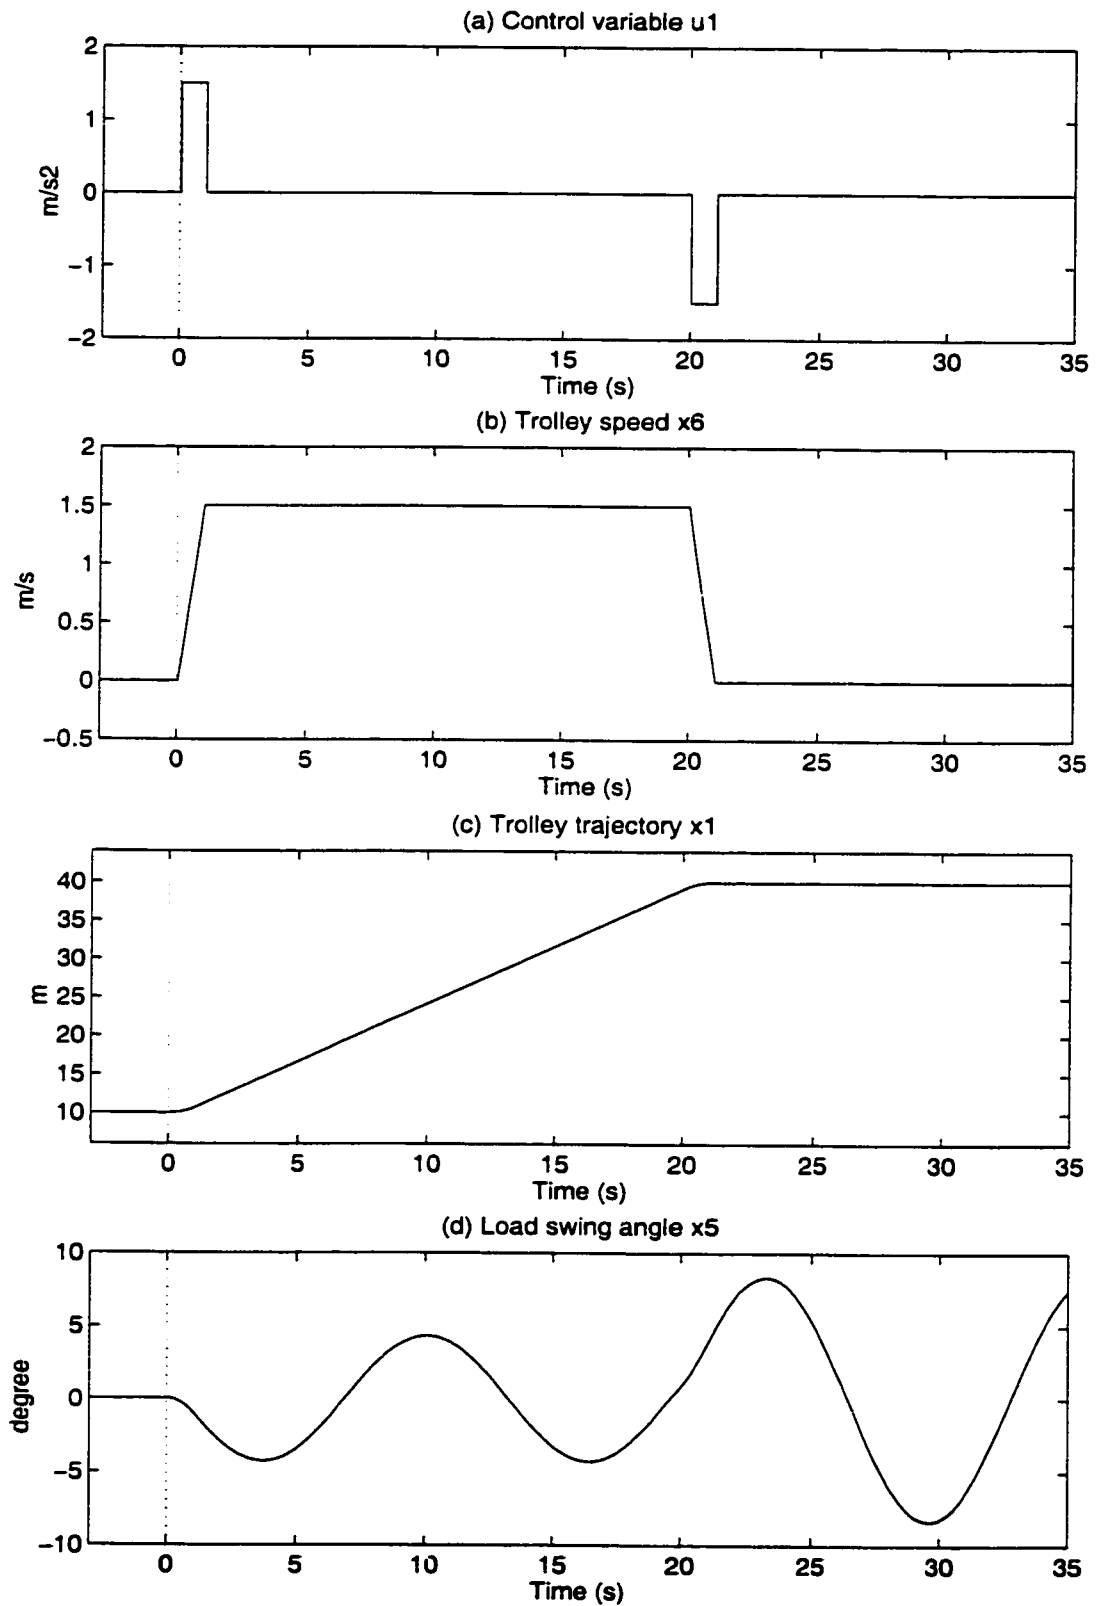 (a) Control variable u1
2
1
0
−1
−2
m/s2
0 5 10 15 20 25 30 35
Time (s)
(b) Trolley speed x6
2
1.5
1
0.5
0
−0.5
m/s
0 5 10 15 20 25 30 35
Time (s)
(c) Trolley trajectory x1
40
35
30
25
20
15
10
m
0 5 10 15 20 25 30 35
Time (s)
(d) Load swing angle x5
10
5
0
−5
−10
degree
0 5 10 15 20 25 30 35
Time (s)